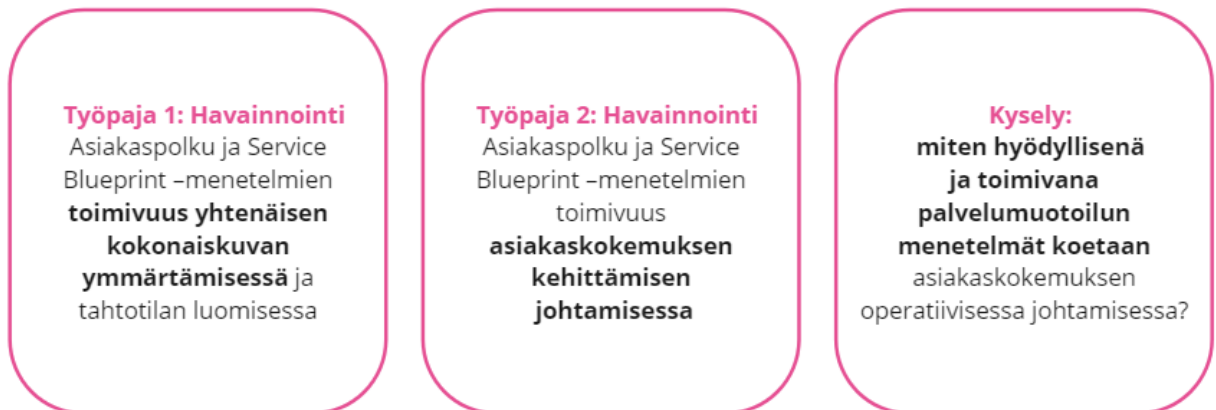 Työpaja 1: Havainnointi
Asiakaspolku ja Service
Blueprint –menetelmien
toimivuus yhtenäisen
kokonaiskuvan
ymmärtämisessä ja
tahtotilan luomisessa
Työpaja 2: Havainnointi
Asiakaspolku ja Service
Blueprint –menetelmien
toimivuus
asiakaskokemuksen
kehittämisen
johtamisessa
Kysely:
miten hyödyllisenä
ja toimivana
palvelumuotoilun
menetelmät koetaan
asiakaskokemuksen
operatiivisessa johtamisessa?